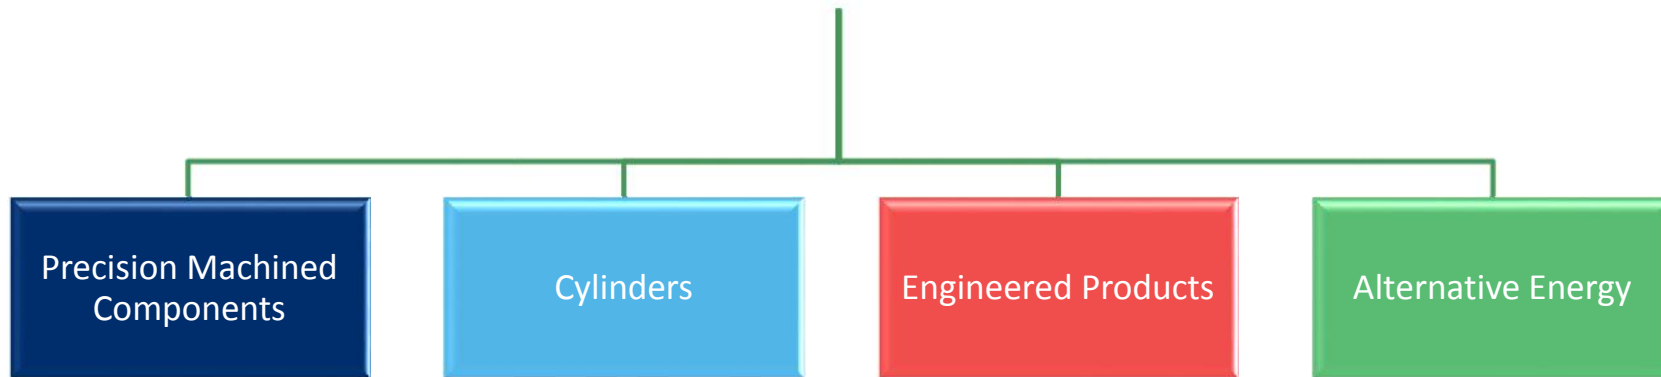 Precision Machined
Components
Cylinders
Engineered Products
Alternative Energy